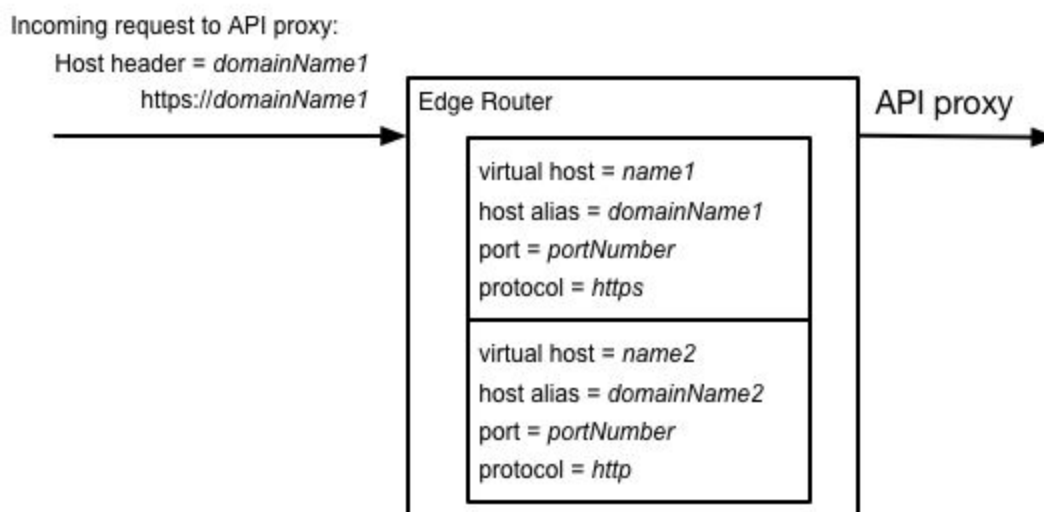 Incoming request to API proxy:
Host header = domainName1
https://domainName1
Edge Router
API proxy
virtual host = name1
host alias = domainName1
port = portNumber
protocol = https
virtual host = name2
host alias = domainName2
port = portNumber
protocol = http